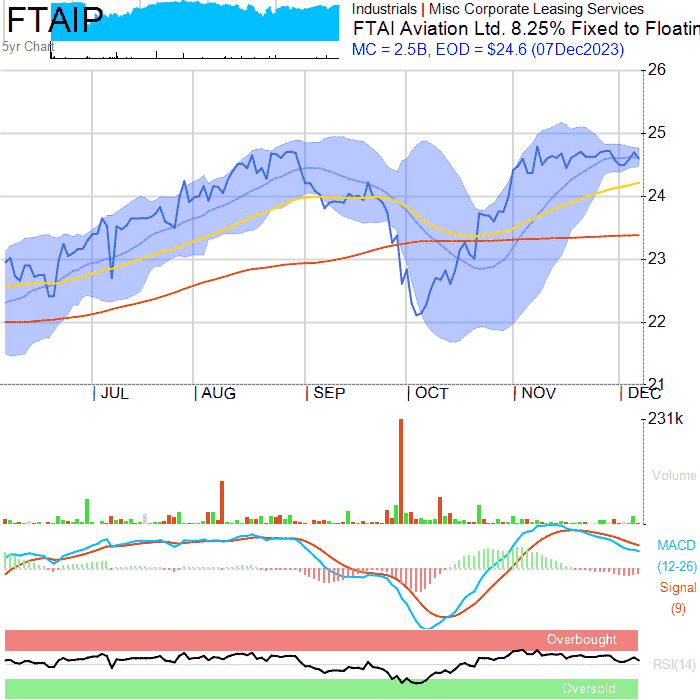 FTAIP
5yr Chart
Industrials | Misc Corporate Leasing Services
FTAI Aviation Ltd. 8.25% Fixed to Floatin
MC = 2.5B, EOD = $24.6 (07Dec2023)
26
25
24
23
22
21
JUL AUG SEP OCT NOV DEC
231k
Volume
MACD
(12-26)
Signal
(9)
Overbought
RSI(14)
Oversold